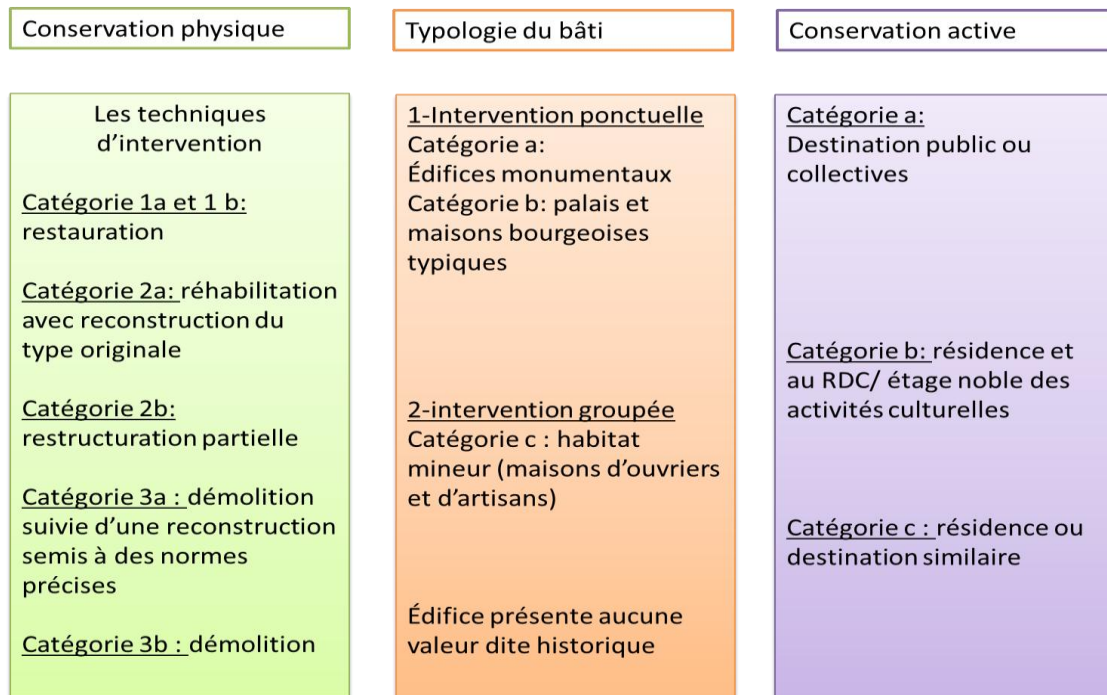 Conservation physique
Typologie du bâti
Conservation active
Les techniques
d'intervention
Catégorie 1a et 1 b:
restauration
Catégorie 2a: réhabilitation
avec reconstruction du
type originale
Catégorie 2b:
restructuration partielle
Catégorie 3a : démolition
suivie d'une reconstruction
semis à des normes
précises
Catégorie 3b : démolition
1-Intervention ponctuelle
Catégorie a:
Édifices monumentaux
Catégorie b: palais et
maisons bourgeoises
typiques
2-intervention groupée
Catégorie c : habitat
mineur (maisons d'ouvriers
et d'artisans)
Édifice présente aucune
valeur dite historique
Catégorie a:
Destination public ou
collectives
Catégorie b: résidence et
au RDC/ étage noble des
activités culturelles
Catégorie c : résidence ou
destination similaire